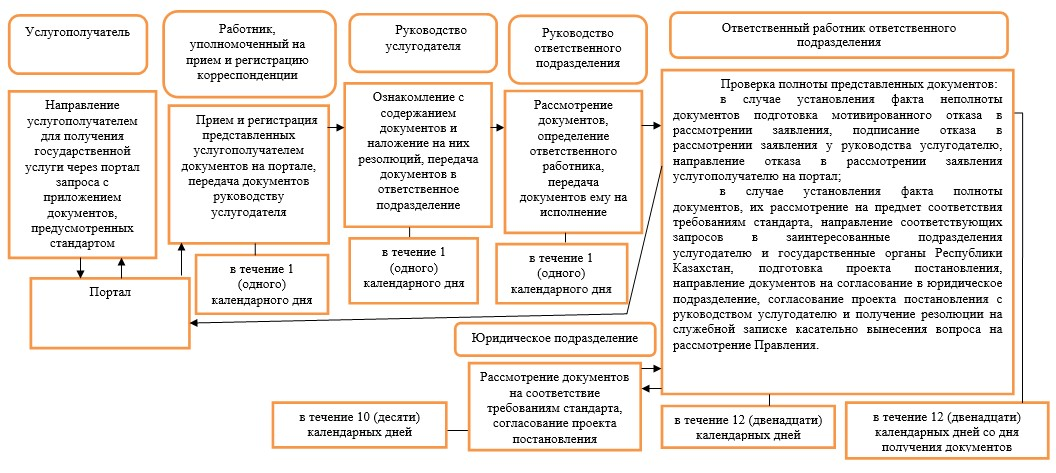 Услугополучатель
Работник,
уполномоченный на
прием и регистрацию
корреспонденции
Руководство
услугодателя
Руководство
ответственного
подразделения
Ответственный работник ответственного
подразделения
Направление
услугополучателем
для получения
государственной
услуги через портал
запроса с
приложением
документов,
предусмотренных
стандартом
Прием и регистрация
представленных
услугополучателем
документов на портале,
передача документов
руководству
услугодателя
Ознакомление с
содержанием
документов и
наложение на них
резолюций, передача
документов в
ответственное
подразделение
Рассмотрение
документов,
определение
ответственного
работника,
передача
документов ему на
исполнение
Проверка полноты представленных документов:
в случае установления факта неполноты
документов подготовка мотивированного отказа в
рассмотрении заявления, подписание отказа в
рассмотрении заявления у руководства услугодателю,
направление отказа в рассмотрении заявления
услугополучателю на портал;
в случае установления факта полноты
документов, их рассмотрение на предмет соответствия
требованиям стандарта, направление соответствующих
запросов в заинтересованные подразделения
услугодателю и государственные органы Республики
Казахстан, подготовка проекта постановления,
направление документов на согласование в юридическое
подразделение, согласование проекта постановления с
руководством услугодателю и получение резолюции на
служебной записке касательно вынесения вопроса на
рассмотрение Правления.
Портал
в течение 1
(одного)
календарного дня
в течение 1
(одного)
календарного дня
в течение 1
(одного)
календарного дня
Юридическое подразделение
Рассмотрение документов
на соответствие
требованиям стандарта,
согласование проекта
постановления
в течение 10 (десяти)
календарных дней
в течение 12 (двенадцати)
календарных дней
в течение 12 (двенадцати)
календарных дней со дня
получения документов